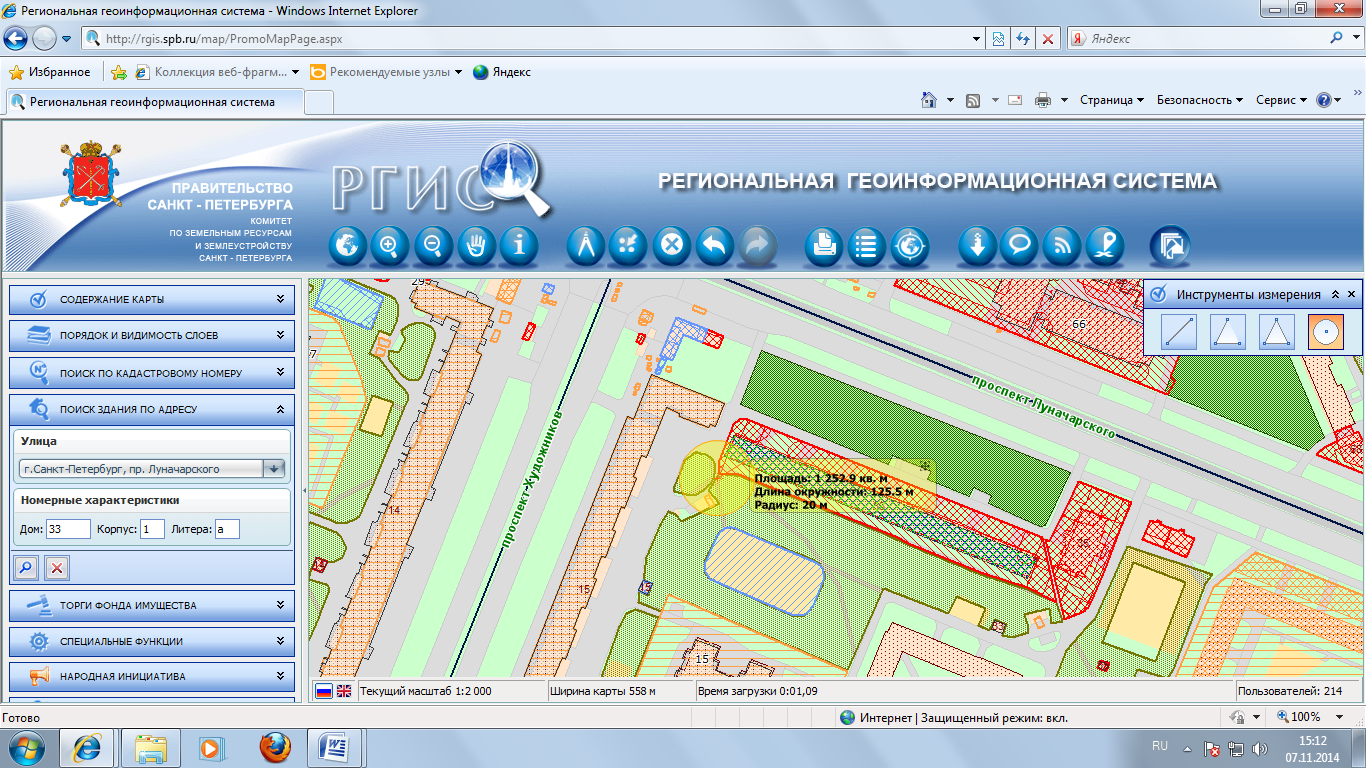 Региональная геоинформационная система - Windows Internet Explorer
http://rgis.spb.ru/map/PromoMapPage.aspx
Яндекс
Избранное
Коллекция веб-фрагм...
Рекомендуемые узлы
Яндекс
Региональная геоинформационная система
Страница
Безопасность
Сервис
ПРАВИТЕЛЬСТВО
САНКТ - ПЕТЕРБУРГА
КОМИТЕТ
ПО ЗЕМЕЛЬНЫМ РЕСУРСАМ
И ЗЕМЛЕУСТРОЙСТВУ
САНКТ - ПЕТЕРБУРГА
РГИС
РЕГИОНАЛЬНАЯ ГЕОИНФОРМАЦИОННАЯ СИСТЕМА
СОДЕРЖАНИЕ КАРТЫ
ПОРЯДОК И ВИДИМОСТЬ СЛОЕВ
ПОИСК ПО КАДАСТРОВОМУ НОМЕРУ
ПОИСК ЗДАНИЯ ПО АДРЕСУ
Улица
г.Санкт-Петербург, пр. Луначарского
Номерные характеристики
Дом: 33 Корпус: 1 Литера: а
ТОРГИ ФОНДА ИМУЩЕСТВА
СПЕЦИАЛЬНЫЕ ФУНКЦИИ
НАРОДНАЯ ИНИЦИАТИВА
Инструменты измерения
29
66
проспект Луначарского
проспект Художников
Площадь: 1 252.9 кв. м
Длина окружности: 125.5 м
Радиус: 20 м
14
15
15
Текущий масштаб 1:2 000
Ширина карты 558 м
Время загрузки 0:01,09
Пользователей: 214
Готово
Интернет | Защищенный режим: вкл.
100%
RU
15:12
07.11.2014